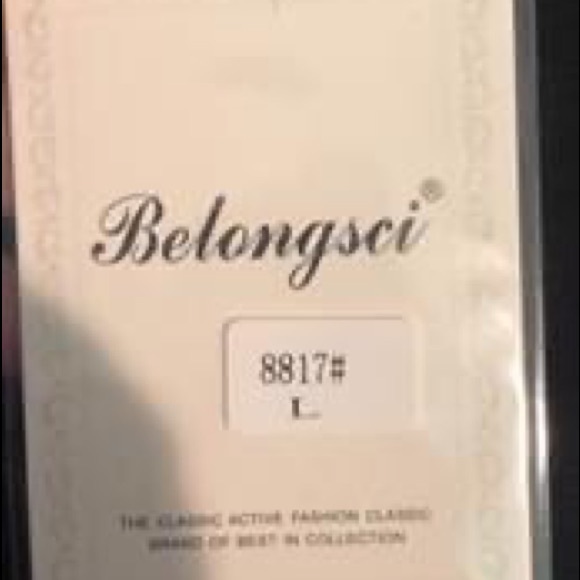 Belongsci®
8817#
L
THE CLASSIC ACTIVE FASHION CLASSIC
BRAND OF BEST IN COLLECTION